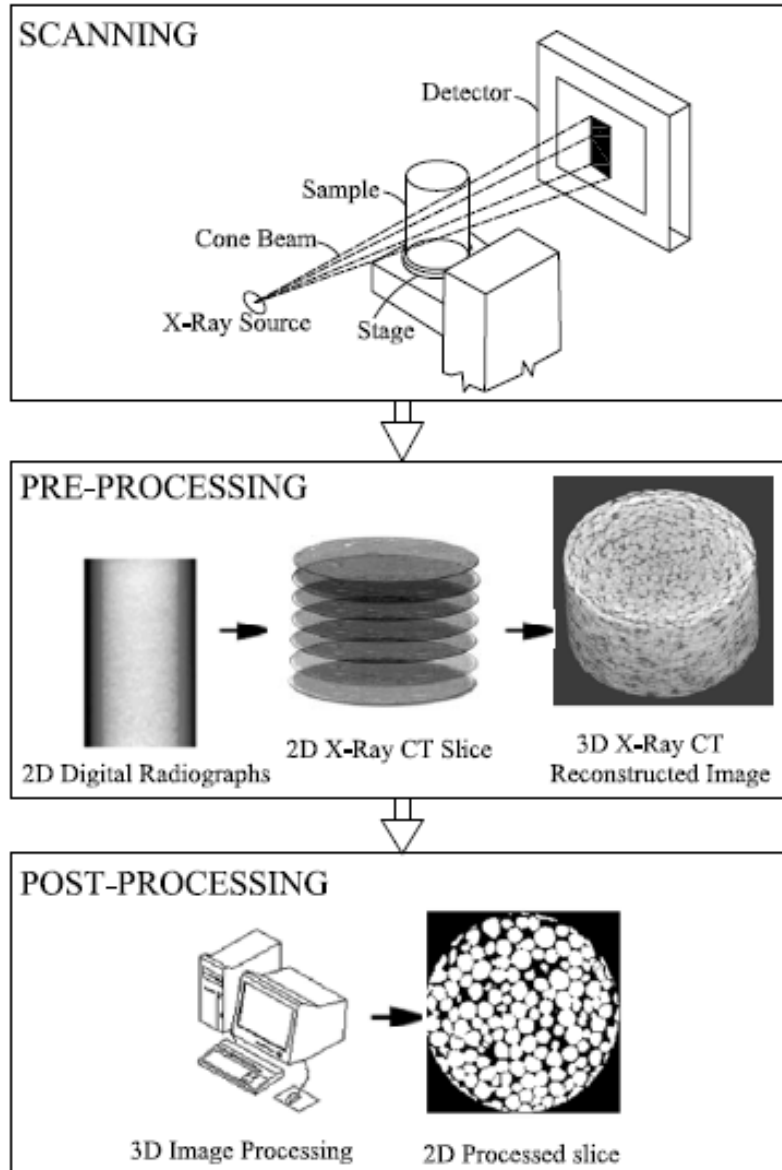 SCANNING
Detector
Sample
Cone Beam
X-Ray Source
Stage
PRE-PROCESSING
2D Digital Radiographs
2D X-Ray CT Slice
3D X-Ray CT
Reconstructed Image
POST-PROCESSING
3D Image Processing
2D Processed slice